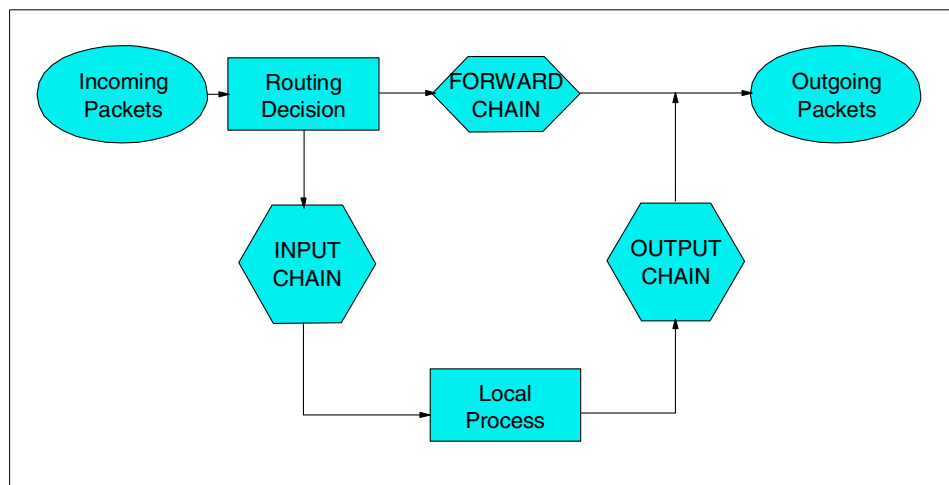 Incoming
Packets
Routing
Decision
FORWARD
CHAIN
Outgoing
Packets
INPUT
CHAIN
OUTPUT
CHAIN
Local
Process